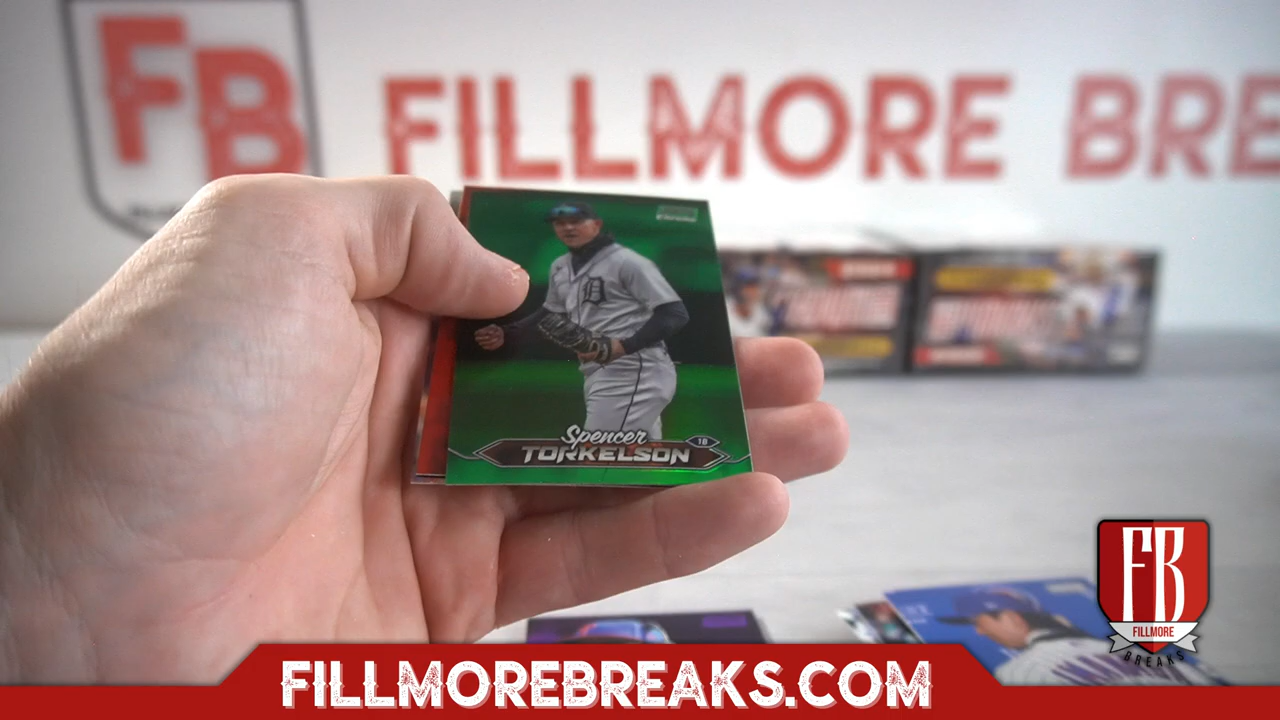 FB
FILLMORE BRE
D
Spencer
1B
TORKELSON
FB
FILLMORE
BREAKS
FILLMOREBREAKS.COM